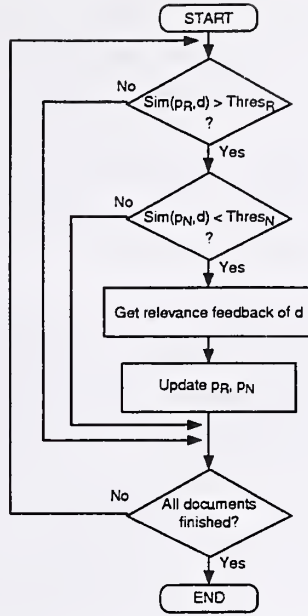 START
No
Sim(pR,d) > ThresR
?
Yes
No
Sim(pN,d) < ThresN
?
Yes
Get relevance feedback of d
Update pR, pN
No
All documents
finished?
Yes
END